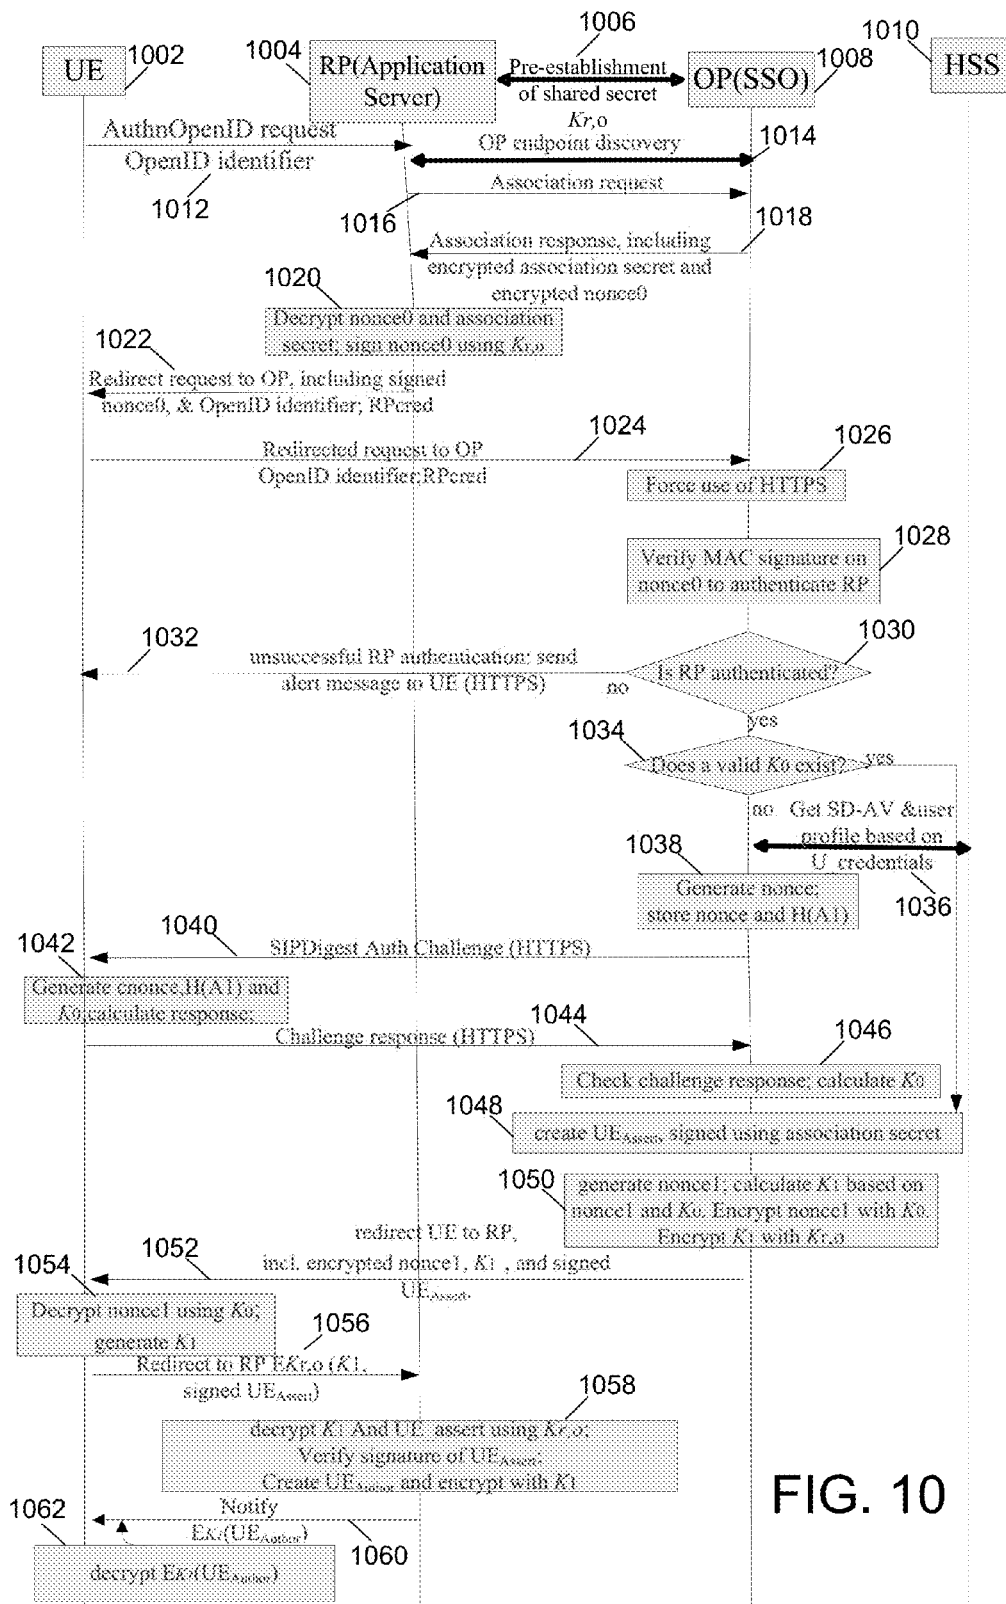 UE
1002
1004
RP(Application
Server)
1006
Pre-establishment
of shared secret
Kr,o
OP(SSO)
1008
1010
HSS
AuthnOpenID request
OpenID identifier
1012
OP endpoint discovery
1014
Association request
1016
1018
Association response, including
encrypted association secret and
encrypted nonce0
1020
Decrypt nonce0 and association
secret; sign nonce0 using Kr,o
1022
Redirect request to OP, including signed
nonce0, & OpenID identifier; RPcred
1024
Redirected request to OP
OpenID identifier;RPcred
1026
Force use of HTTPS
1028
Verify MAC signature on
nonce0 to authenticate RP
1030
Is RP authenticated?
1032
unsuccessful RP authentication: send
alert message to UE (HTTPS)
no
yes
1034
Does a valid K0 exist?
yes
no
Get SD-AV &user
profile based on
U_credentials
1036
1038
Generate nonce;
store nonce and H(A1)
1040
SIPDigest Auth Challenge (HTTPS)
1042
Generate cnonce,H(A1) and
K0,calculate response;
1044
Challenge response (HTTPS)
1046
Check challenge response; calculate K0
1048
create UEAssert, signed using association secret
1050
generate nonce1; calculate K1 based on
nonce1 and K0. Encrypt nonce1 with K0.
Encrypt K1 with Kr,o
1052
redirect UE to RP,
incl. encrypted nonce1, K1 , and signed
UEAssert.
1054
Decrypt nonce1 using K0;
generate K1
1056
Redirect to RP EKr,o (K1,
signed UEAssert)
1058
decrypt K1 And UE_assert using Kr,o;
Verify signature of UEAssert;
Create UEAuthor and encrypt with K1
Notify
EK1(UEAuthor)
1060
1062
decrypt EK1(UEAuthor)
FIG. 10